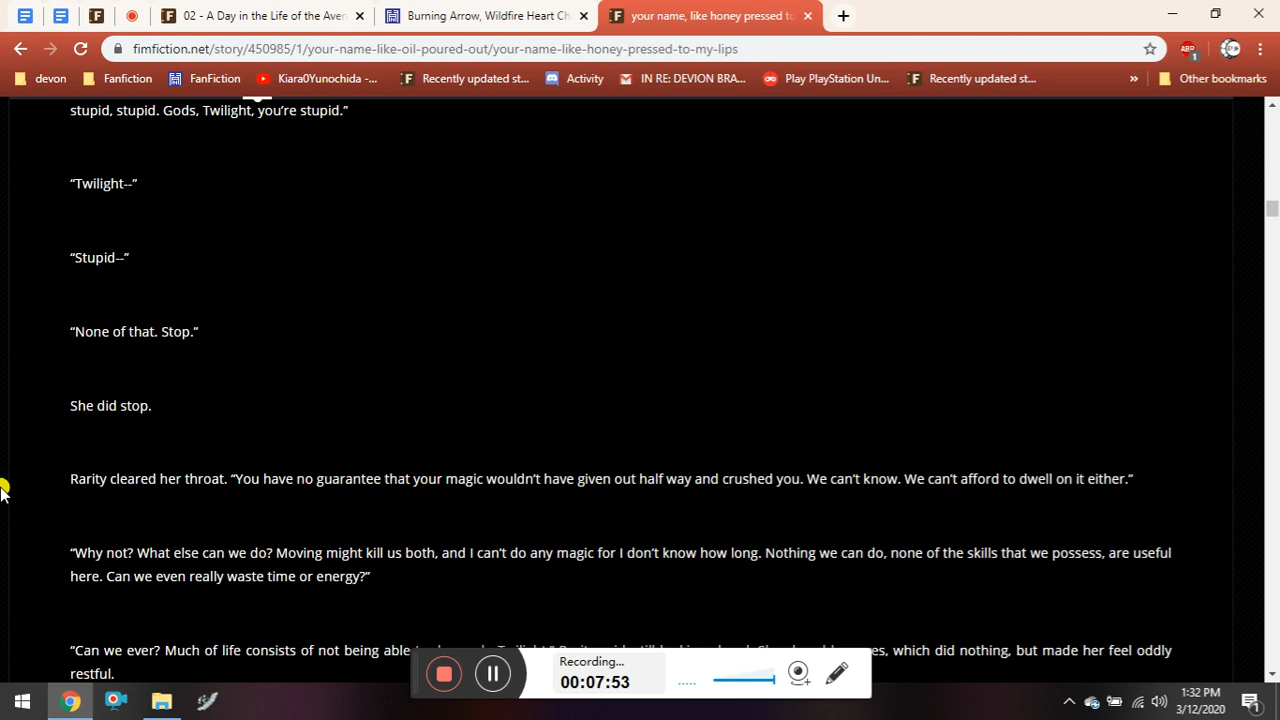 02 - A Day in the Life of the Aver
Burning Arrow, Wildfire Heart Ch
your name, like honey pressed to
fimfiction.net/story/450985/1/your-name-like-oil-poured-out/your-name-like-honey-pressed-to-my-lips
ABP
1
devon
Fanfiction
FanFiction
Kiara0Yunochida -...
Recently updated st...
Activity
IN RE: DEVION BRA...
Play PlayStation Un...
Recently updated st...
»
Other bookmarks
stupid, stupid. Gods, Twilight, you’re stupid.”
“Twilight--”
“Stupid--”
“None of that. Stop.”
She did stop.
Rarity cleared her throat. “You have no guarantee that your magic wouldn’t have given out half way and crushed you. We can’t know. We can’t afford to dwell on it either.”
“Why not? What else can we do? Moving might kill us both, and I can’t do any magic for I don’t know how long. Nothing we can do, none of the skills that we possess, are useful
here. Can we even really waste time or energy?”
“Can we ever? Much of life consists of not being able
es, which did nothing, but made her feel oddly
restful.
Recording...
00:07:53
1:32 PM
3/12/2020
1